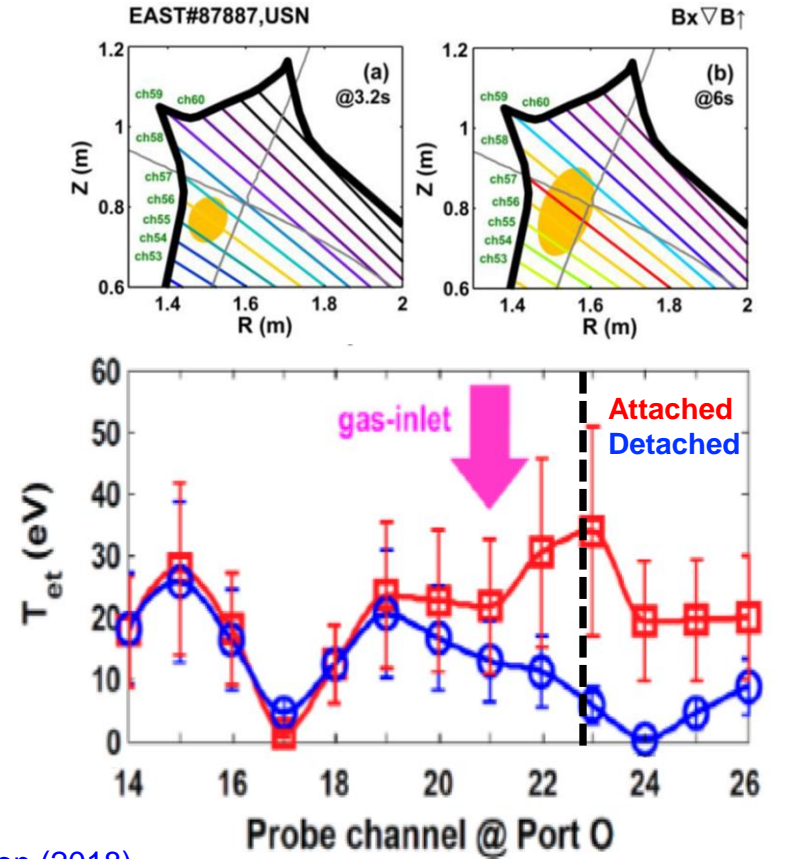 EAST#87887,USN
Bx▽B↑
1.2
1
0.8
0.6
Z (m)
ch59
ch60
ch58
ch57
ch56
ch55
ch54
ch53
(a)
@3.2s
1.4
1.6
1.8
2
R (m)
1.2
1
0.8
0.6
Z (m)
ch59
ch60
ch58
ch57
ch56
ch55
ch54
ch53
(b)
@6s
1.4
1.6
1.8
2
R (m)
60
50
40
30
20
10
0
Tet (eV)
gas-inlet
Attached
Detached
14
16
18
20
22
24
26
Probe channel @ Port O
(2018)